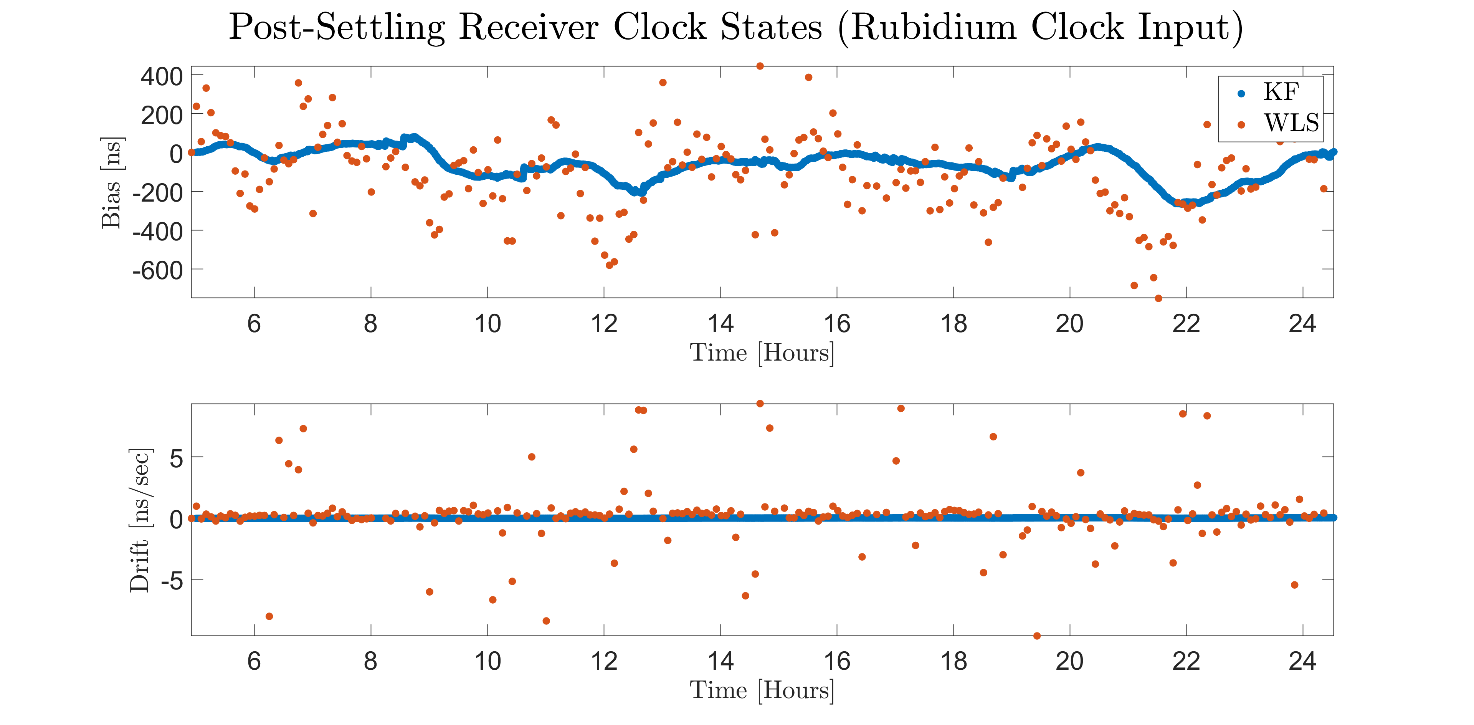 Post-Settling Receiver Clock States (Rubidium Clock Input)
400
200
0
-200
-400
-600
Bias [ns]
KF
WLS
6 8 10 12 14 16 18 20 22 24
Time [Hours]
5
0
-5
Drift [ns/sec]
6 8 10 12 14 16 18 20 22 24
Time [Hours]